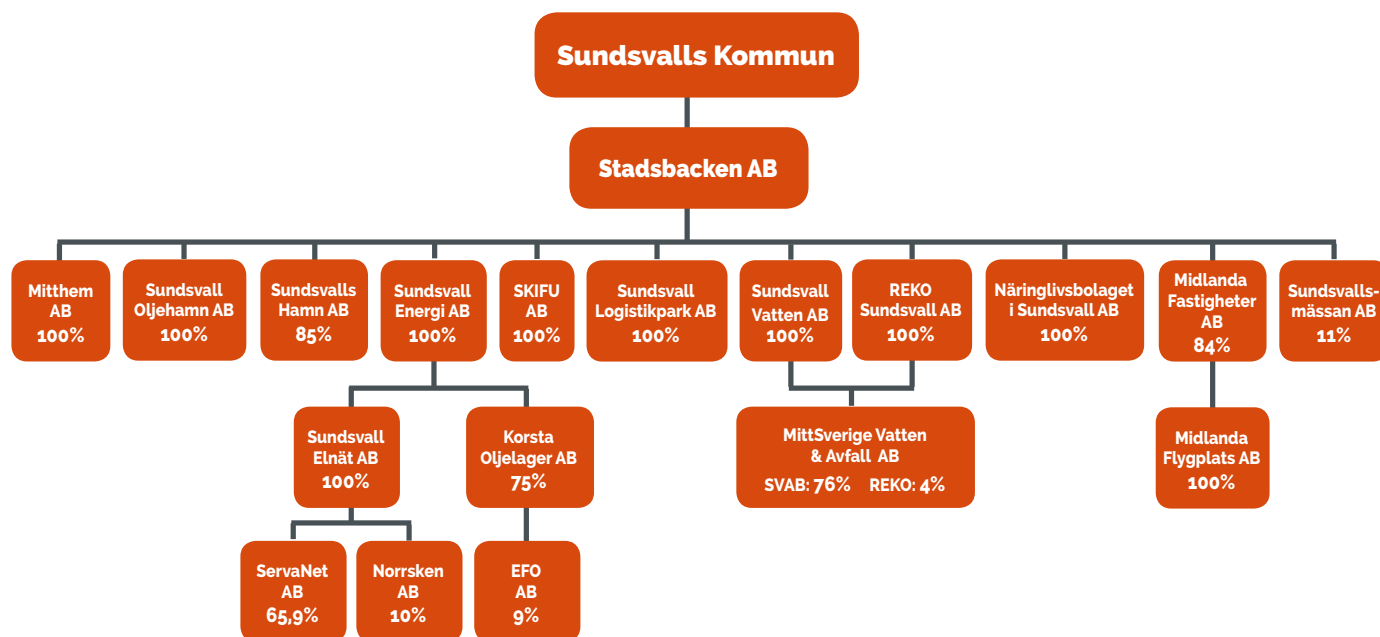 Sundsvalls Kommun
Stadsbacken AB
Mitthem
AB
100%
Sundsvall
Oljehamn AB
100%
Sundsvalls
Hamn AB
85%
Sundsvall
Energi AB
100%
SKIFU
AB
100%
Sundsvall
Logistikpark AB
100%
Sundsvall
Vatten AB
100%
REKO
Sundsvall AB
100%
Näringlivsbolaget
i Sundsvall AB
100%
Midlanda
Fastigheter
AB
84%
Sundsvalls-
mässan AB
11%
Sundsvall
Elnät AB
100%
Korsta
Oljelager AB
75%
MittSverige Vatten
& Avfall AB
SVAB: 76% REKO: 4%
Midlanda
Flygplats AB
100%
ServaNet
AB
65,9%
Norrsken
AB
10%
EFO
AB
9%